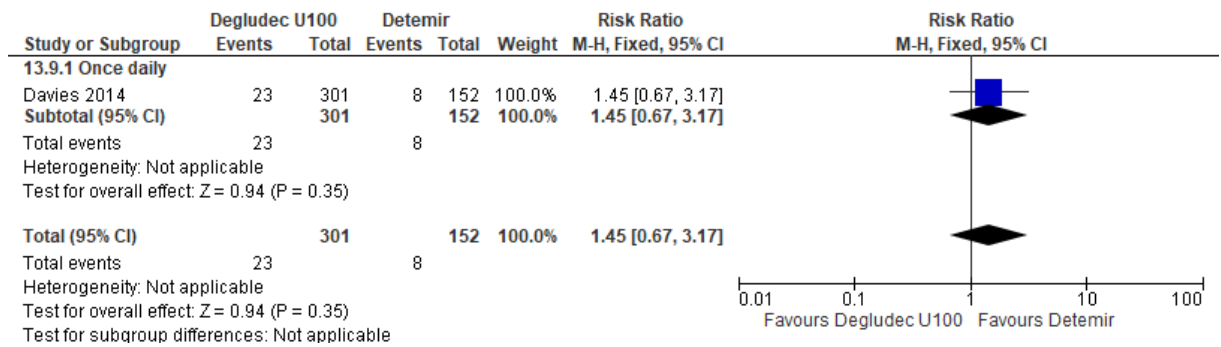 Degludec U100 Detemir Risk Ratio Risk Ratio
Study or Subgroup Events Total Events Total Weight M-H, Fixed, 95% CI M-H, Fixed, 95% CI
13.9.1 Once daily
Davies 2014 23 301 8 152 100.0% 1.45 [0.67, 3.17]
Subtotal (95% CI) 301 152 100.0% 1.45 [0.67, 3.17]
Total events 23 8
Heterogeneity: Not applicable
Test for overall effect: Z = 0.94 (P = 0.35)
Total (95% CI) 301 152 100.0% 1.45 [0.67, 3.17]
Total events 23 8
Heterogeneity: Not applicable
Test for overall effect: Z = 0.94 (P = 0.35)
Test for subgroup differences: Not applicable
0.01 0.1 1 10 100
Favours Degludec U100 Favours Detemir